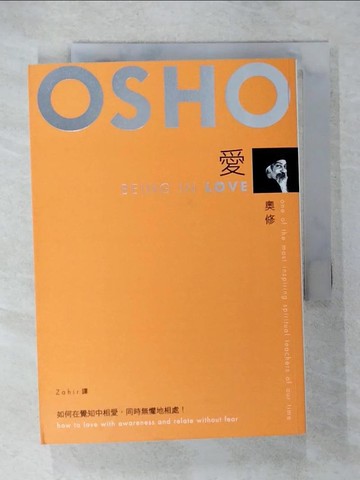 OSHO
愛
BEING IN LOVE
奧修
one of the most inspiring spiritual teachers of our time
Zahir 譯
如何在覺知中相愛，同時無懼地相處！
how to love with awareness and relate without fear